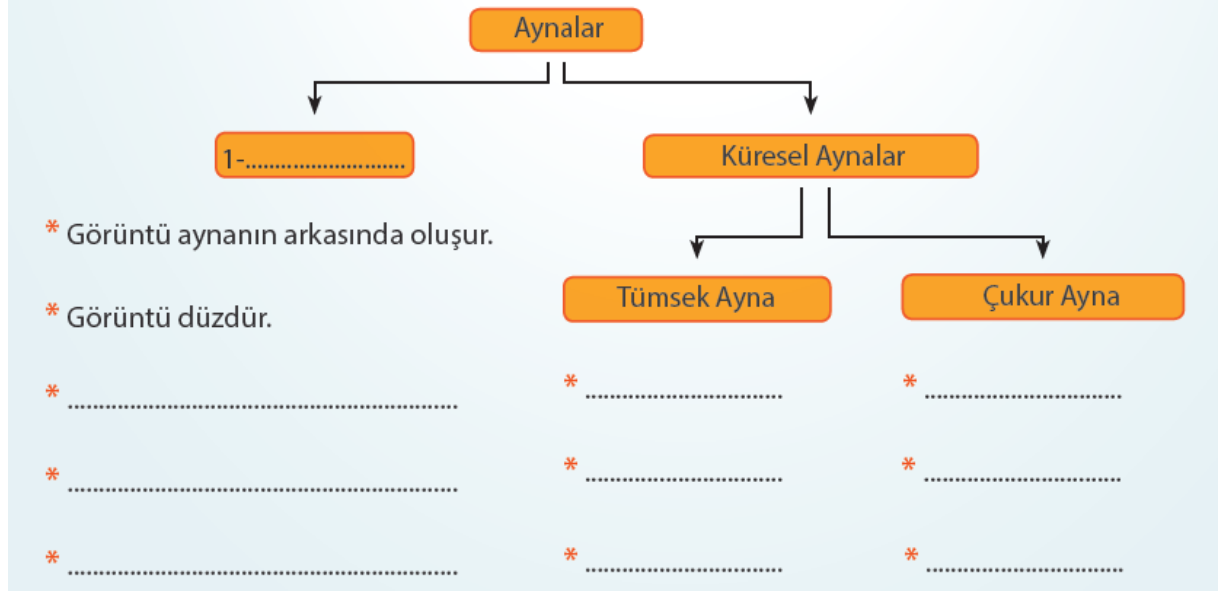 Aynalar
1-...........................
Küresel Aynalar
* Görüntü aynanın arkasında oluşur.
* Görüntü düzdür.
Tümsek Ayna
Çukur Ayna
* ..................................................................
* .................................
* .................................
* ..................................................................
* .................................
* .................................
* ..................................................................
* .................................
* .................................